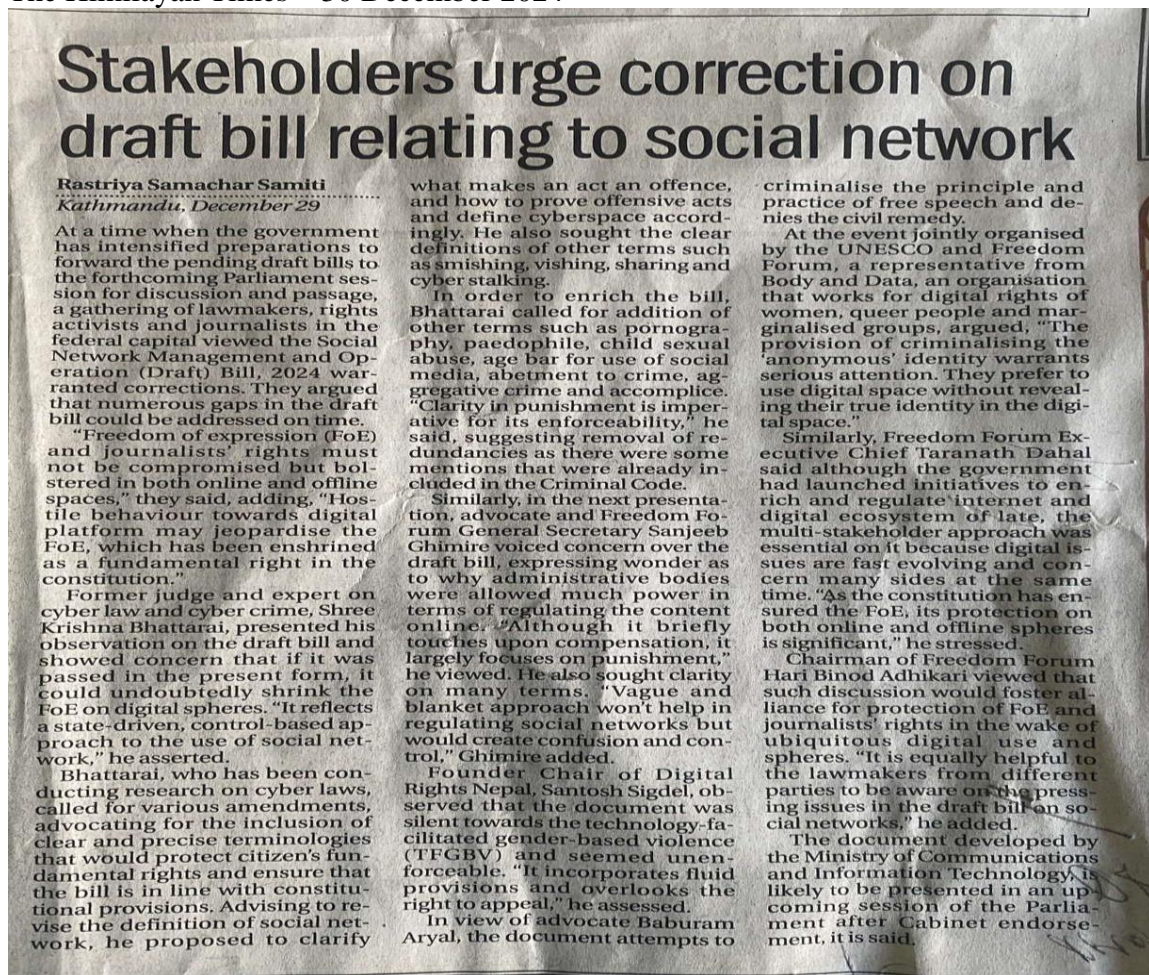 The Himalayan Times – 30 December 2024
Stakeholders urge correction on
draft bill relating to social network
Rastriya Samachar Samiti
Kathmandu, December 29
At a time when the government
has intensified preparations to
forward the pending draft bills to
the forthcoming Parliament ses-
sion for discussion and passage,
a gathering of lawmakers, rights
activists and journalists in the
federal capital viewed the Social
Network Management and Op-
eration (Draft) Bill, 2024 war-
ranted corrections. They argued
that numerous gaps in the draft
bill could be addressed on time.
"Freedom of expression (FoE)
and journalists' rights must
not be compromised but bol-
stered in both online and offline
spaces," they said, adding, "Hos-
tile behaviour towards digital
platform may jeopardise the
FoE, which has been enshrined
as a fundamental right in the
constitution."
Former judge and expert on
cyber law and cyber crime, Shree
Krishna Bhattarai, presented his
observation on the draft bill and
showed concern that if it was
passed in the present form, it
could undoubtedly shrink the
FoE on digital spheres. "It reflects
a state-driven, control-based ap-
proach to the use of social net-
work," he asserted.
Bhattarai, who has been con-
ducting research on cyber laws,
called for various amendments,
advocating for the inclusion of
clear and precise terminologies
that would protect citizen's fun-
damental rights and ensure that
the bill is in line with constitu-
tional provisions. Advising to re-
vise the definition of social net-
work, he proposed to clarify
what makes an act an offence,
and how to prove offensive acts
and define cyberspace accord-
ingly. He also sought the clear
definitions of other terms such
as smishing, vishing, sharing and
cyber stalking.
In order to enrich the bill,
Bhattarai called for addition of
other terms such as pornogra-
phy, paedophile, child sexual
abuse, age bar for use of social
media, abetment to crime, ag-
gregative crime and accomplice.
"Clarity in punishment is imper-
ative for its enforceability," he
said, suggesting removal of re-
dundancies as there were some
mentions that were already in-
cluded in the Criminal Code.
Similarly, in the next presenta-
tion, advocate and Freedom Fo-
rum General Secretary Sanjeeb
Ghimire voiced concern over the
draft bill, expressing wonder as
to why administrative bodies
were allowed much power in
terms of regulating the content
online. "Although it briefly
touches upon compensation, it
largely focuses on punishment,"
he viewed. He also sought clarity
on many terms. "Vague and
blanket approach won't help in
regulating social networks but
would create confusion and con-
trol," Ghimire added.
Founder Chair of Digital
Rights Nepal, Santosh Sigdel, ob-
served that the document was
silent towards the technology-fa-
cilitated gender-based violence
(TFGBV) and seemed unen-
forceable. "It incorporates fluid
provisions and overlooks the
right to appeal," he assessed.
In view of advocate Baburam
Aryal, the document attempts to
criminalise the principle and
practice of free speech and de-
nies the civil remedy.
At the event jointly organised
by the UNESCO and Freedom
Forum, a representative from
Body and Data, an organisation
that works for digital rights of
women, queer people and mar-
ginalised groups, argued, "The
provision of criminalising the
'anonymous' identity warrants
serious attention. They prefer to
use digital space without reveal-
ing their true identity in the digi-
tal space."
Similarly, Freedom Forum Ex-
ecutive Chief Taranath Dahal
said although the government
had launched initiatives to en-
rich and regulate internet and
digital ecosystem of late, the
multi-stakeholder approach was
essential on it because digital is-
sues are fast evolving and con-
cern many sides at the same
time. "As the constitution has en-
sured the FoE, its protection on
both online and offline spheres
is significant," he stressed.
Chairman of Freedom Forum
Hari Binod Adhikari viewed that
such discussion would foster al-
liance for protection of FoE and
journalists' rights in the wake of
ubiquitous digital use and
spheres. "It is equally helpful to
the lawmakers from different
parties to be aware on the press-
ing issues in the draft bill on so-
cial networks," he added.
The document developed by
the Ministry of Communications
and Information Technology, is
likely to be presented in an up-
coming session of the Parlia-
ment after Cabinet endorse-
ment, it is said.